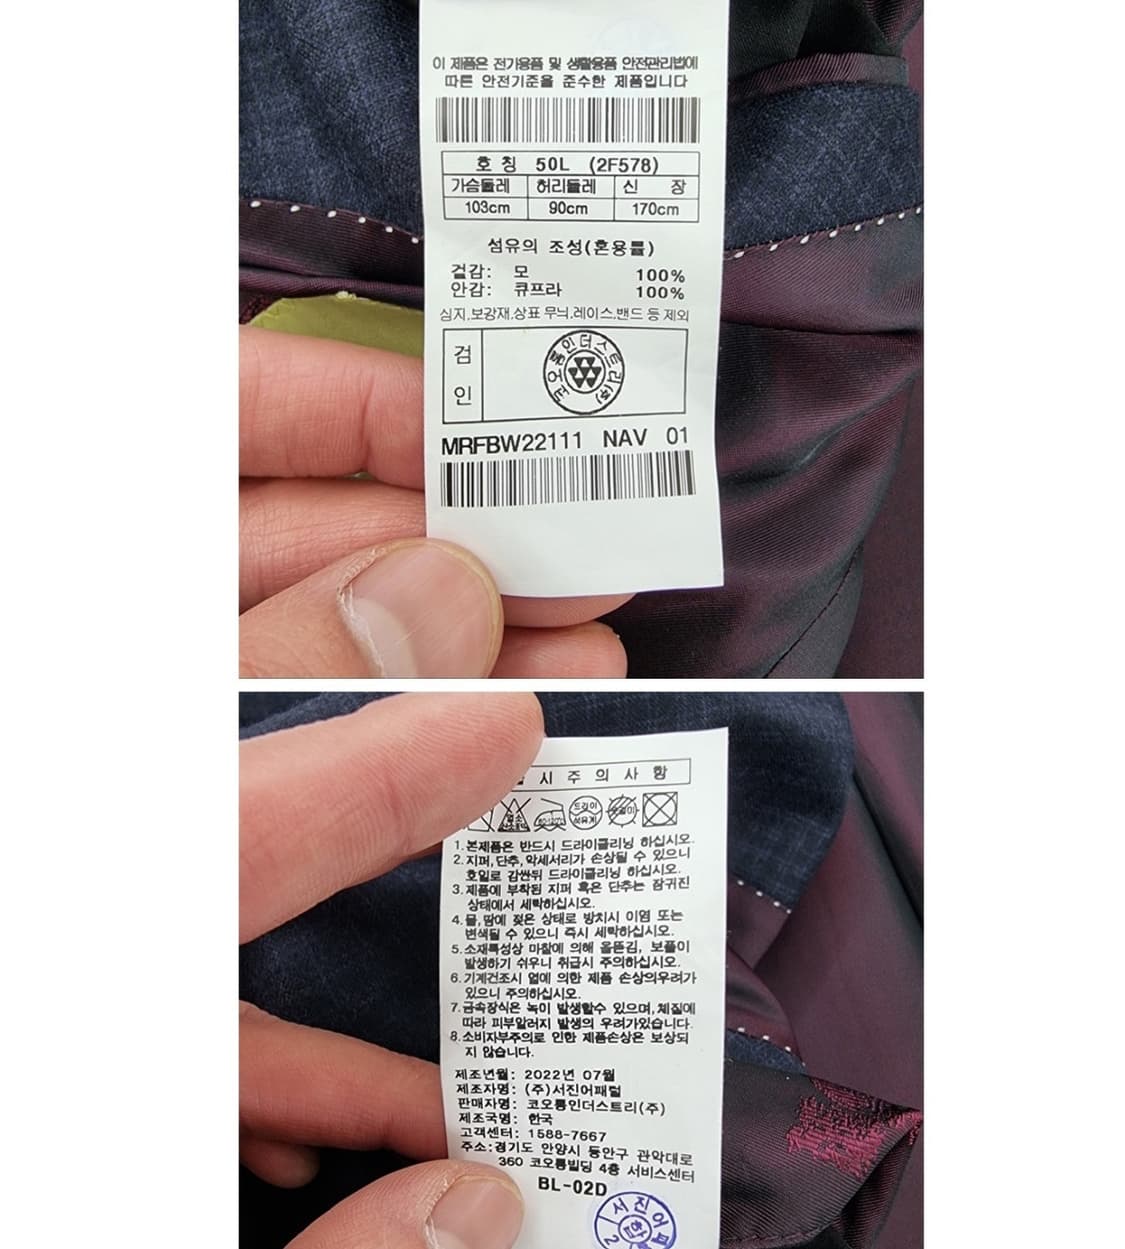 이 제품은 전기용품 및 생활용품 안전관리법에
따른 안전기준을 준수한 제품입니다
호 칭 50L (2F578)
가슴둘레 허리둘레 신 장
103cm 90cm 170cm
섬유의 조성(혼용률)
겉감: 모 100%
안감: 큐프라 100%
심지,보강재,상표 무늬,레이스,밴드 등 제외
검
인
코오롱인더스트리(주)
MRFBW22111 NAV 01
시 주 의 사 항
드라이
석유계
1.본제품은 반드시 드라이클리닝 하십시오.
2.지퍼,단추,악세서리가 손상될 수 있으니
호일로 감싼뒤 드라이클리닝 하십시오.
3.제품에 부착된 지퍼 혹은 단추는 잠귀진
상태에서 세탁하십시오.
4.물,땀에 젖은 상태로 방치시 이염 또는
변색될 수 있으니 즉시 세탁하십시오.
5.소재특성상 마찰에 의해 올뜯김, 보풀이
발생하기 쉬우니 취급시 주의하십시오.
6.기계건조시 열에 의한 제품 손상의우려가
있으니 주의하십시오.
7.금속장식은 녹이 발생할수 있으며,체질에
따라 피부알러지 발생의 우려가있습니다.
8.소비자부주의로 인한 제품손상은 보상되
지 않습니다.
제조년월: 2022년 07월
제조자명: (주)서진어패럴
판매자명: 코오롱인더스트리(주)
제조국명: 한국
고객센터: 1588-7667
주소:경기도 안양시 동안구 관악대로
360 코오롱빌딩 4층 서비스센터
BL-02D
서진어
합
2